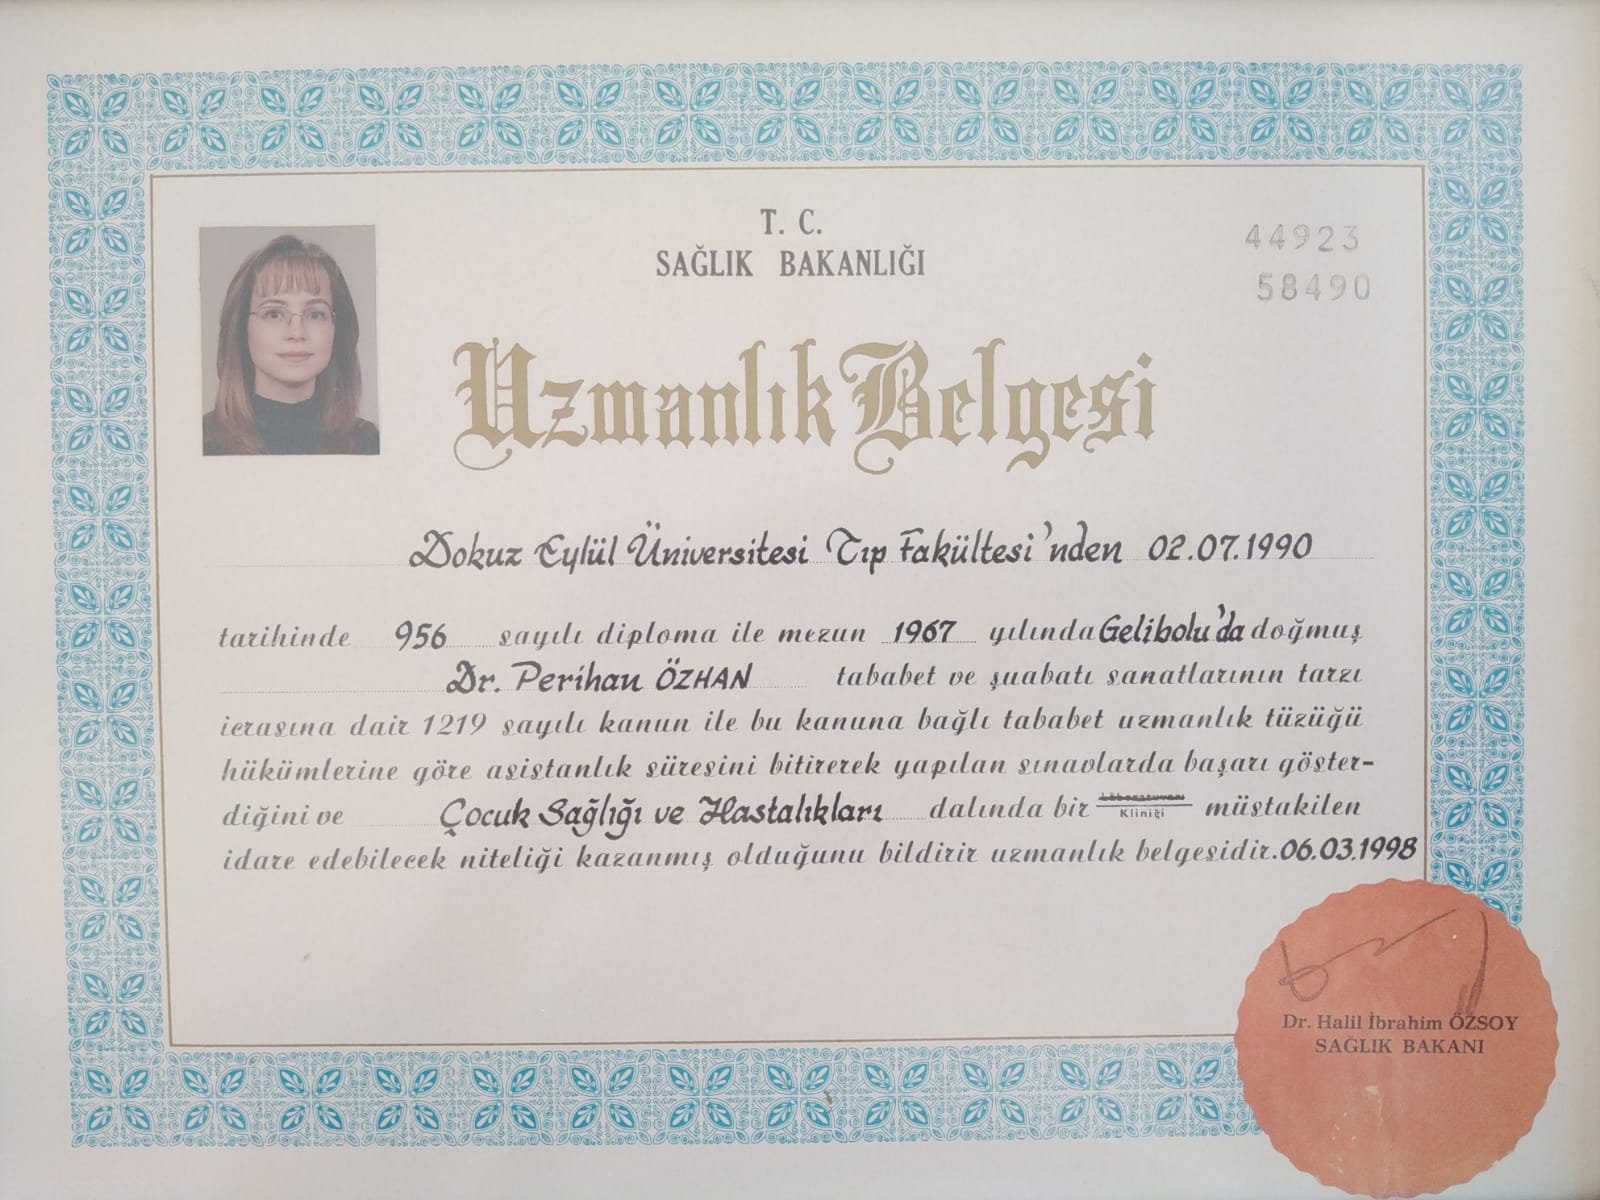 T. C.
SAĞLIK BAKANLIĞI
44923
58490
Uzmanlık Belgesi
Dokuz Eylül Üniversitesi Tıp Fakültesi'nden 02.07.1990
tarihinde 956 sayılı diploma ile mezun 1967 yılında Gelibolu'da doğmuş
Dr. Perihan ÖZHAN tababet ve şuabatı sanatlarının tarzı
icrasına dair 1219 sayılı kanun ile bu kanuna bağlı tababet uzmanlık tüzüğü
hükümlerine göre asistanlık süresini bitirerek yapılan sınavlarda başarı göster-
diğini ve Çocuk Sağlığı ve Hastalıkları dalında bir Kliniği müstakilen
idare edebilecek niteliği kazanmış olduğunu bildirir uzmanlık belgesidir. 06.03.1998
Dr. Halil İbrahim ÖZSOY
SAĞLIK BAKANI